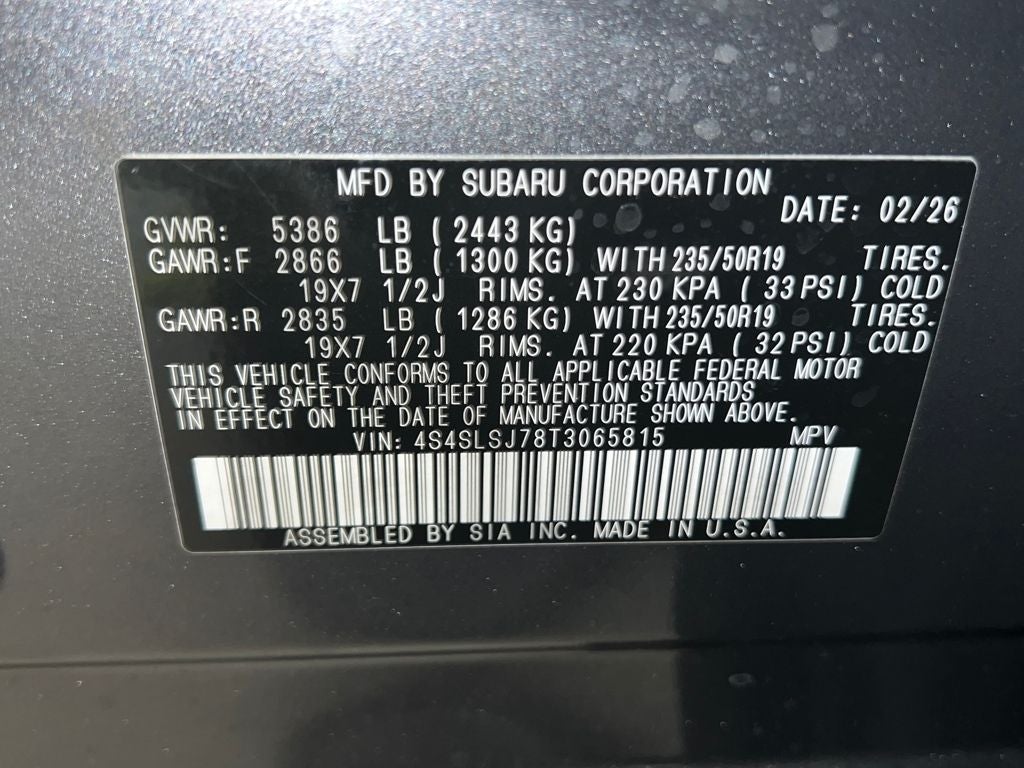 MFD BY SUBARU CORPORATION
DATE: 02/26
GVWR: 5386 LB ( 2443 KG)
GAWR:F 2866 LB ( 1300 KG) WITH 235/50R19 TIRES.
19X7 1/2J RIMS. AT 230 KPA ( 33 PSI) COLD
GAWR:R 2835 LB ( 1286 KG) WITH 235/50R19 TIRES.
19X7 1/2J RIMS. AT 220 KPA ( 32 PSI) COLD
THIS VEHICLE CONFORMS TO ALL APPLICABLE FEDERAL MOTOR
VEHICLE SAFETY AND THEFT PREVENTION STANDARDS
IN EFFECT ON THE DATE OF MANUFACTURE SHOWN ABOVE.
VIN: 4S4SLSJ78T3065815 MPV
ASSEMBLED BY SIA INC. MADE IN U.S.A.